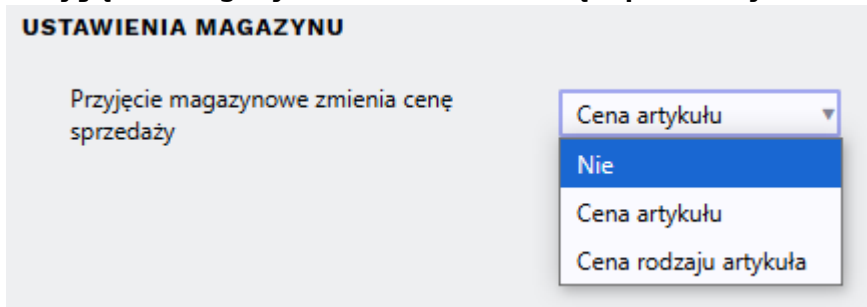 USTAWIENIA MAGAZYNU
Przyjęcie magazynowe zmienia cenę
sprzedaży
Cena artykułu
Nie
Cena artykułu
Cena rodzaju artykuła